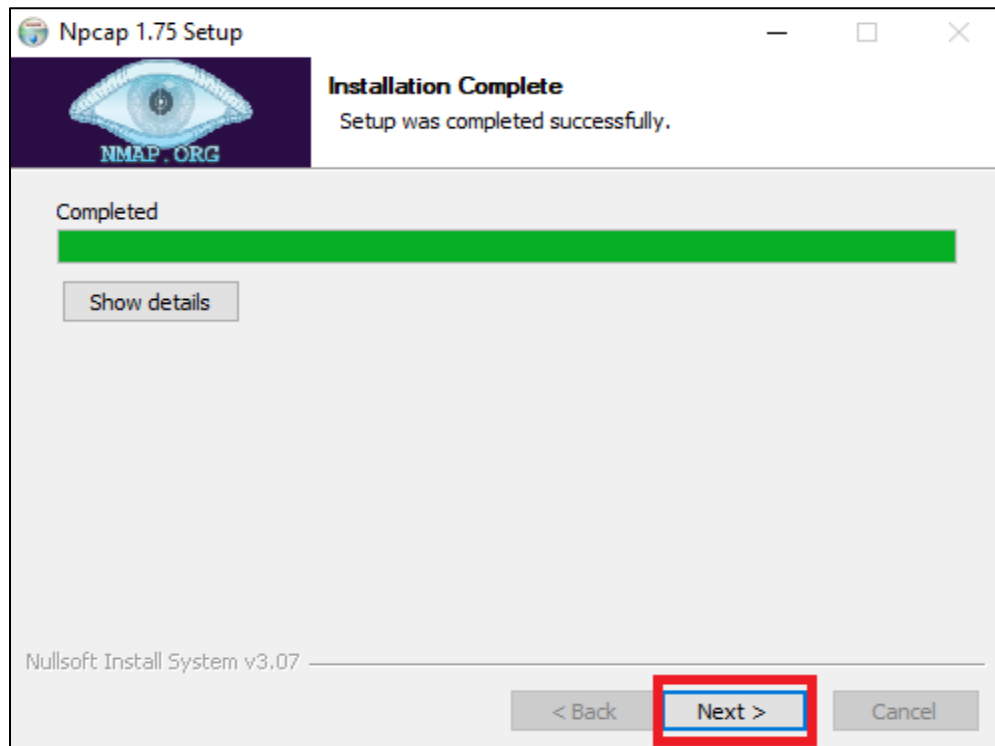 Npcap 1.75 Setup
NMAP.ORG
Installation Complete
Setup was completed successfully.
Completed
Show details
Nullsoft Install System v3.07
< Back
Next >
Cancel